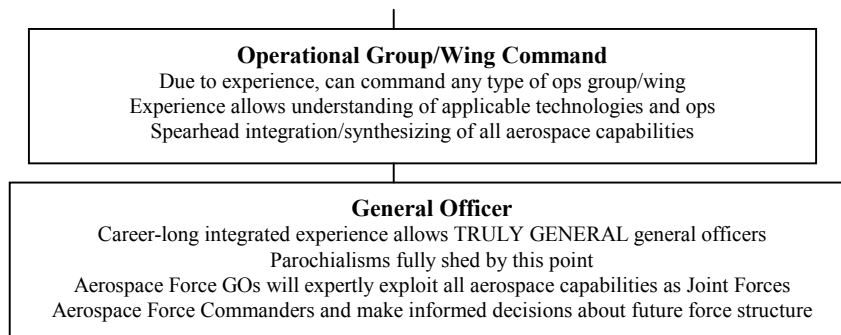 Operational Group/Wing Command
Due to experience, can command any type of ops group/wing
Experience allows understanding of applicable technologies and ops
Spearhead integration/synthesizing of all aerospace capabilities
General Officer
Career-long integrated experience allows TRULY GENERAL general officers
Parochialisms fully shed by this point
Aerospace Force GOs will expertly exploit all aerospace capabilities as Joint Forces
Aerospace Force Commanders and make informed decisions about future force structure